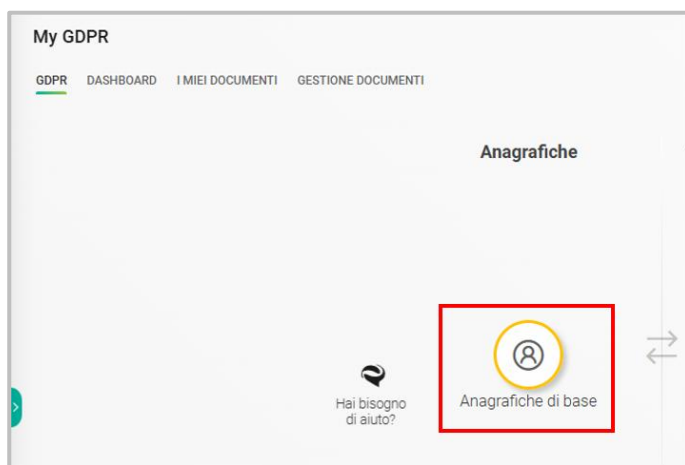 My GDPR
GDPR DASHBOARD I MIEI DOCUMENTI GESTIONE DOCUMENTI
Anagrafiche
Hai bisogno
di aiuto?
Anagrafiche di base